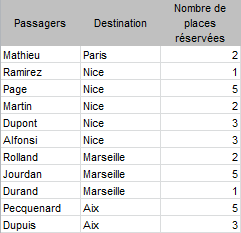 Passagers Destination Nombre de places réservées
Mathieu Paris 2
Ramirez Nice 1
Page Nice 5
Martin Nice 2
Dupont Nice 3
Alfonsi Nice 3
Rolland Marseille 2
Jourdan Marseille 5
Durand Marseille 1
Pecquenard Aix 5
Dupuis Aix 3